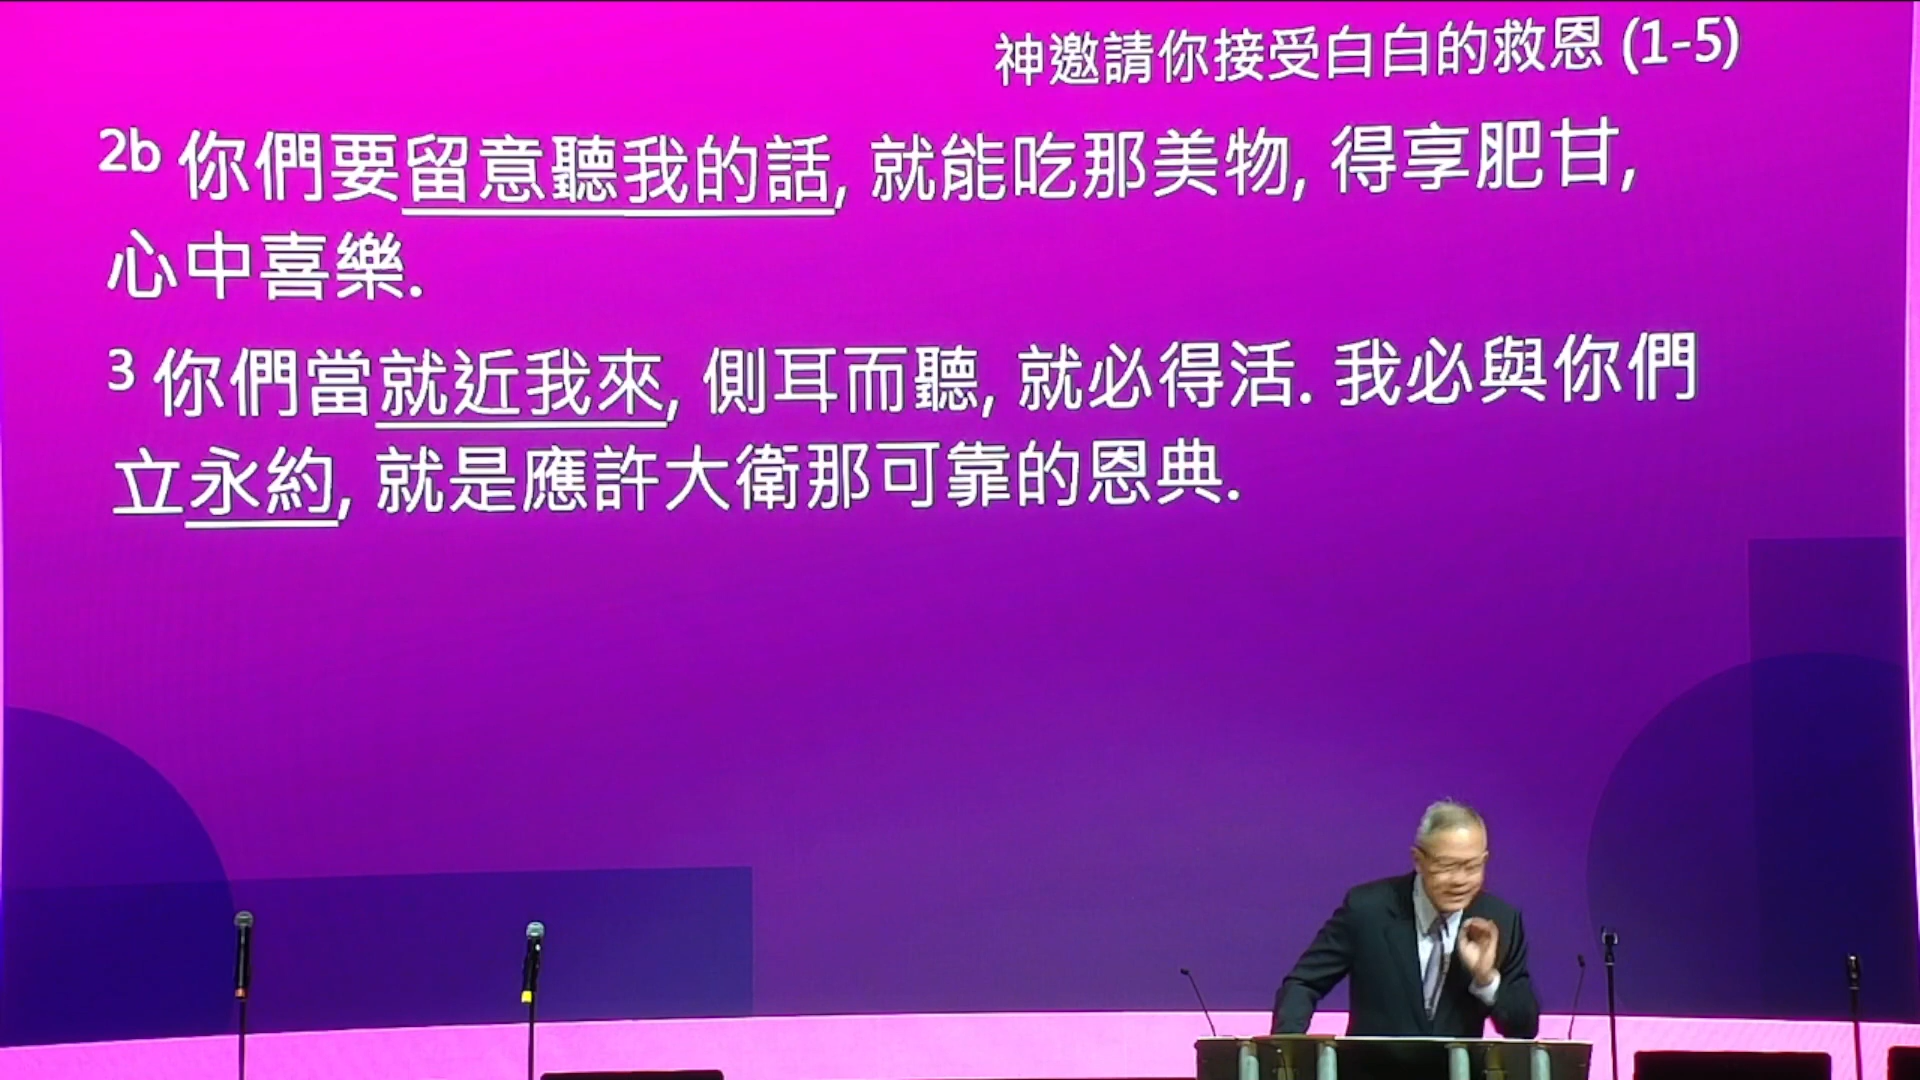 神邀請你接受白白的救恩 (1-5)
2b 你們要留意聽我的話, 就能吃那美物, 得享肥甘,
心中喜樂.
3 你們當就近我來, 側耳而聽, 就必得活. 我必與你們
立永約, 就是應許大衛那可靠的恩典.